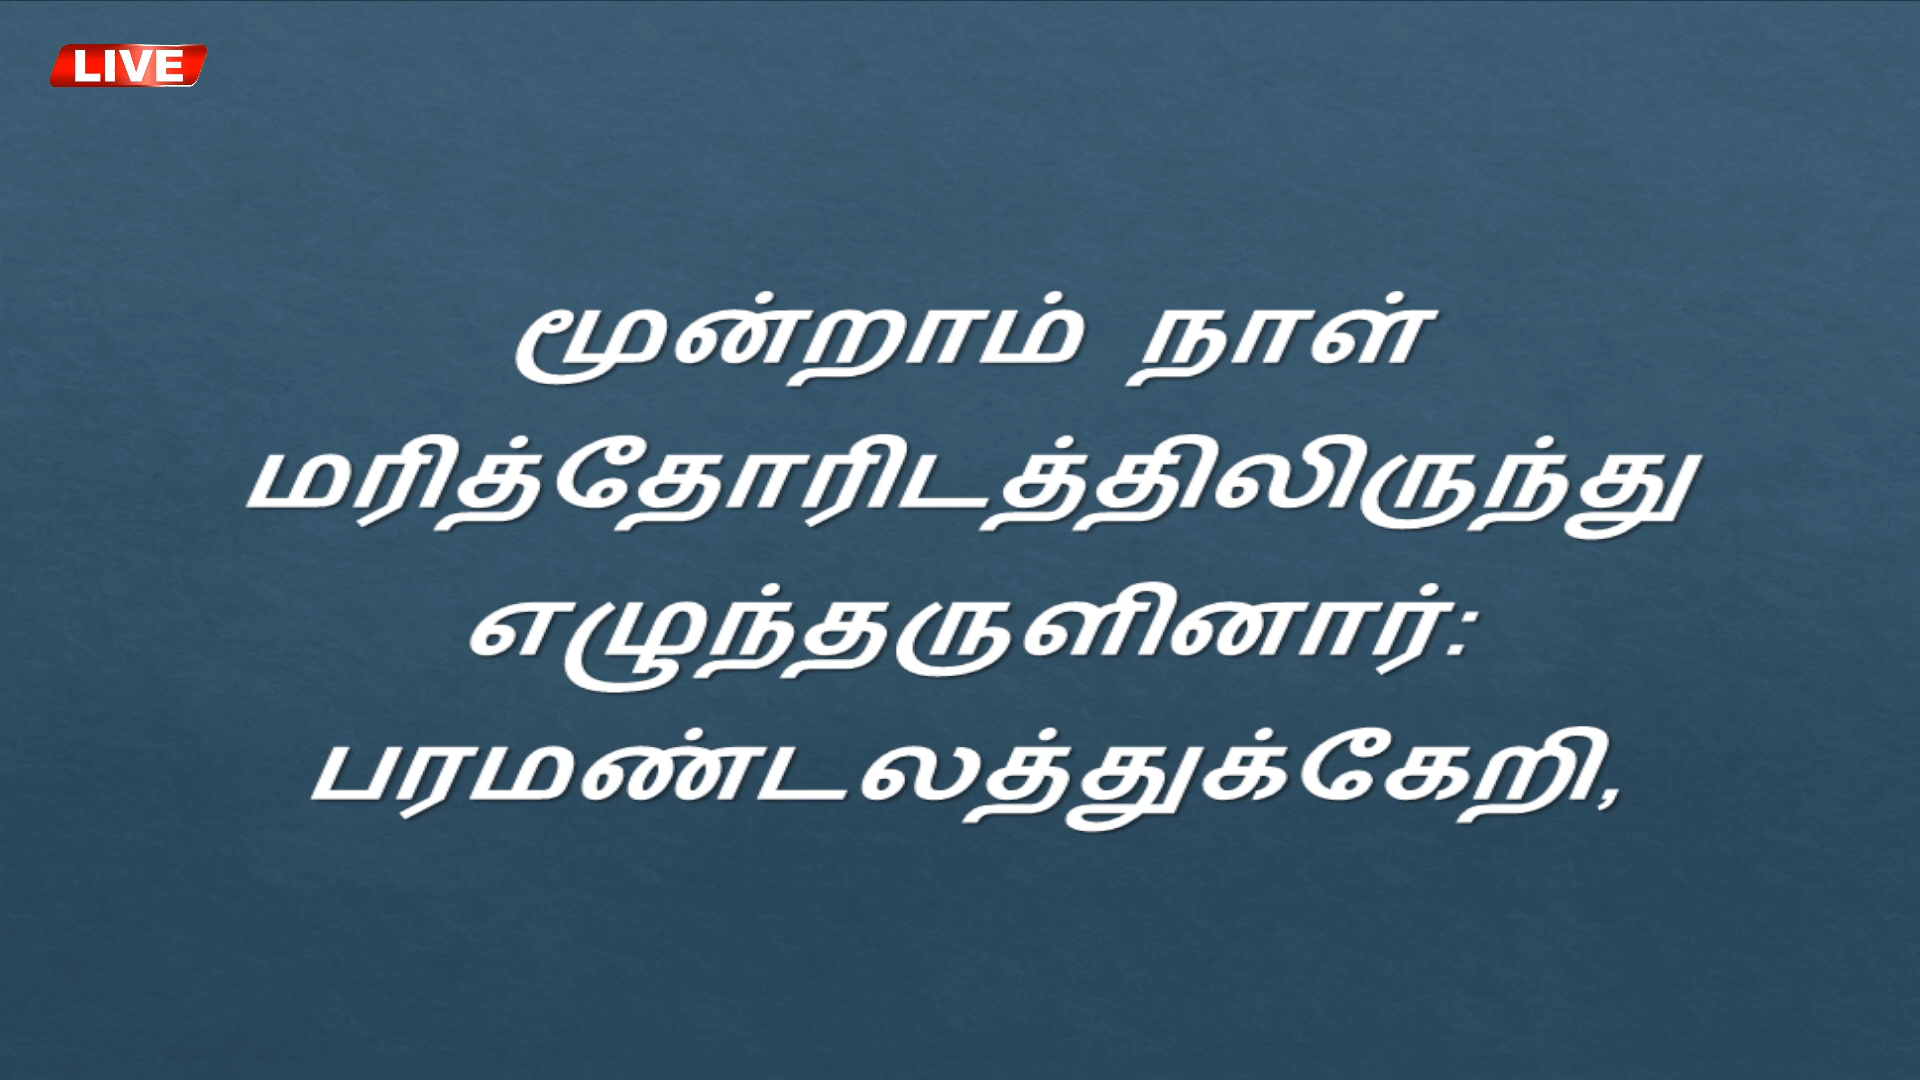 LIVE
மூன்றாம் நாள்
மரித்தோரிடத்திலிருந்து
எழுந்தருளினார்:
பரமண்டலத்துக்கேறி,